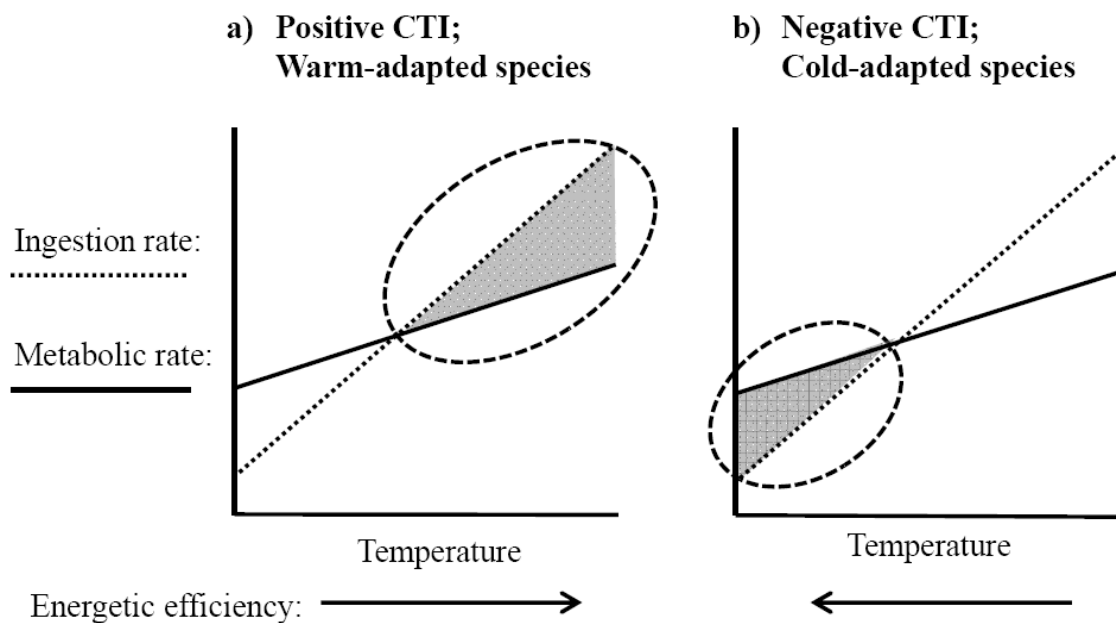 a) Positive CTI;
Warm-adapted species
b) Negative CTI;
Cold-adapted species
Ingestion rate:
Metabolic rate:
Temperature
Temperature
Energetic efficiency: